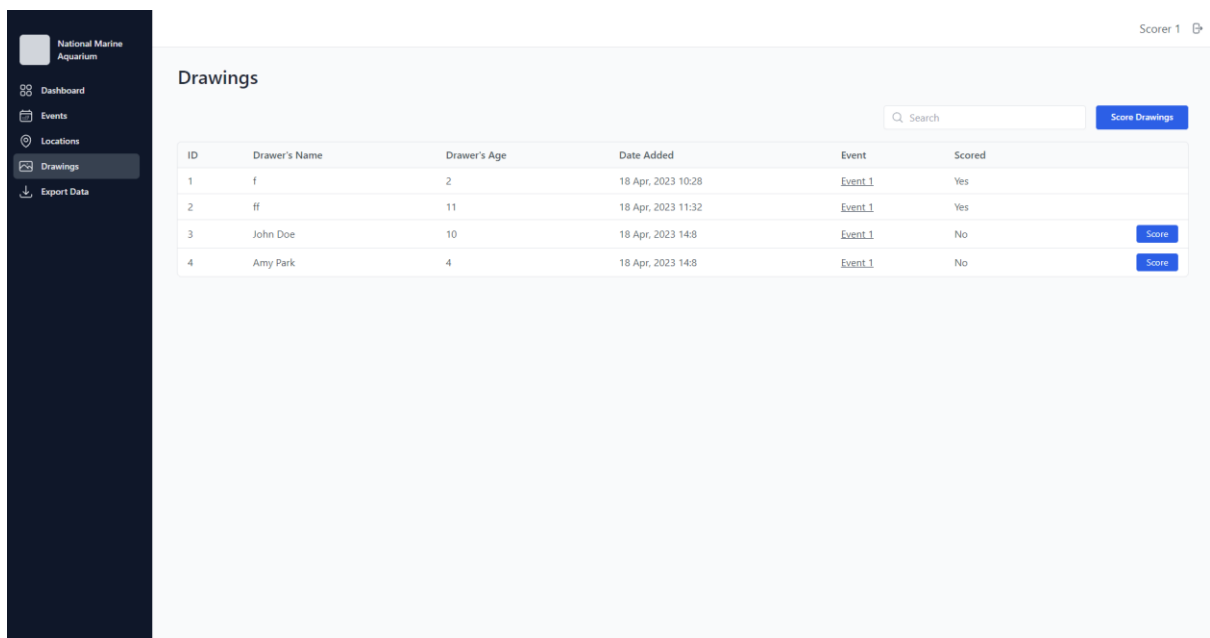 Scorer 1
National Marine
Aquarium
Dashboard
Events
Locations
Drawings
Export Data
Drawings
Search
Score Drawings
ID Drawer's Name Drawer's Age Date Added Event Scored
1 f 2 18 Apr, 2023 10:28 Event 1 Yes
2 ff 11 18 Apr, 2023 11:32 Event 1 Yes
3 John Doe 10 18 Apr, 2023 14:8 Event 1 No Score
4 Amy Park 4 18 Apr, 2023 14:8 Event 1 No Score